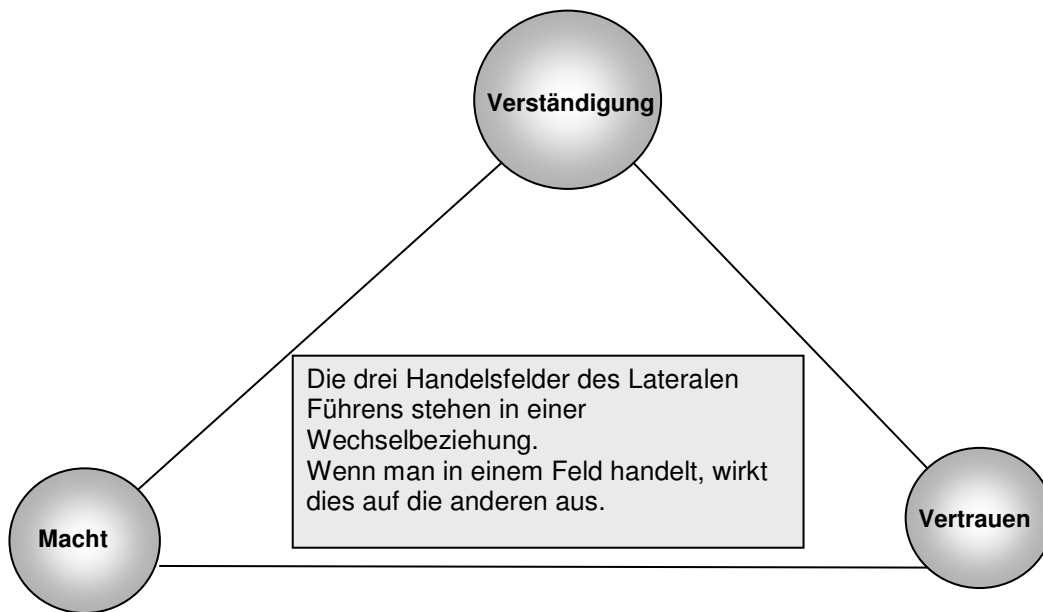 Verständigung
Die drei Handelsfelder des Lateralen
Führens stehen in einer
Wechselbeziehung.
Wenn man in einem Feld handelt, wirkt
dies auf die anderen aus.
Macht
Vertrauen